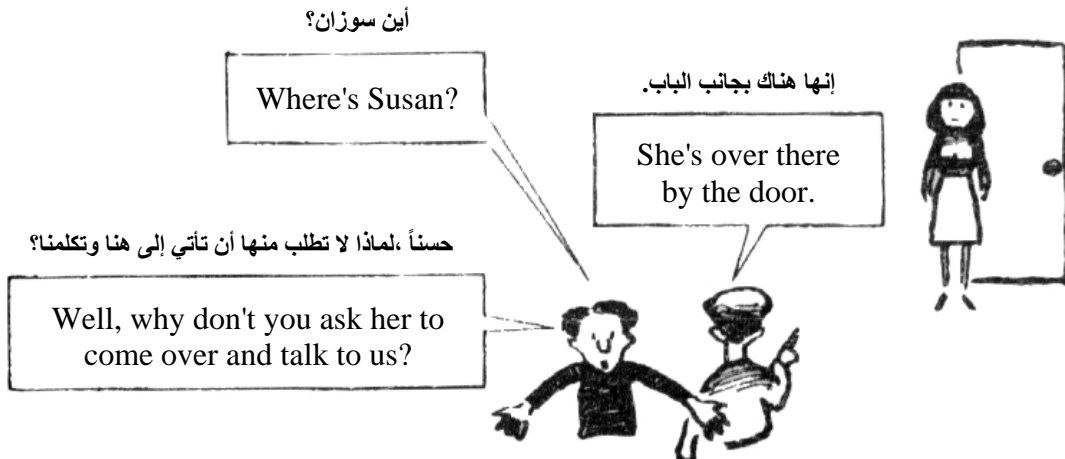 أين سوزان؟
Where's Susan?
إنها هناك بجانب الباب.
She's over there
by the door.
حسناً ،لماذا لا تطلب منها أن تأتي إلى هنا وتكلمنا؟
Well, why don't you ask her to
come over and talk to us?